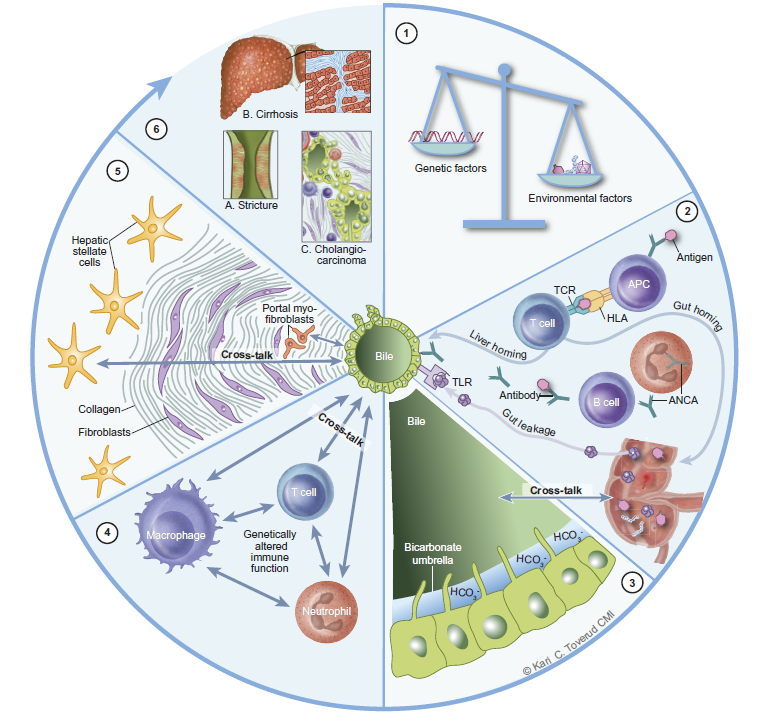 1
Genetic factors
Environmental factors
2
Antigen
APC
TCR
HLA
T cell
Gut homing
Liver homing
TLR
Antibody
B cell
ANCA
Gut leakage
Bile
Bile
Cross-talk
Bicarbonate
umbrella
HCO3-
HCO3-
HCO3-
3
© Kari C. Toverud CMI
4
Cross-talk
T cell
Macrophage
Genetically
altered
immune
function
Neutrophil
5
Hepatic
stellate
cells
Portal myo-
fibroblasts
Cross-talk
Collagen
Fibroblasts
6
B. Cirrhosis
A. Stricture
C. Cholangio-
carcinoma